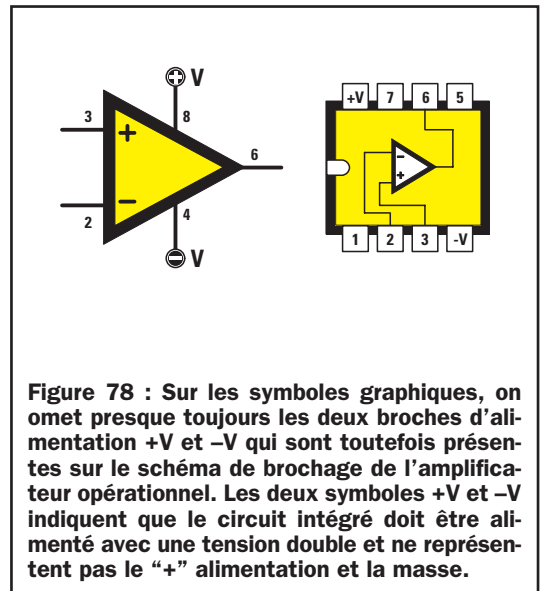 + V
3 + 8
6
2 − 4
− V
+V 7 6 5
−
+
1 2 3 -V
Figure 78 : Sur les symboles graphiques, on
omet presque toujours les deux broches d’ali-
mentation +V et –V qui sont toutefois présen-
tes sur le schéma de brochage de l’amplifica-
teur opérationnel. Les deux symboles +V et –V
indiquent que le circuit intégré doit être ali-
menté avec une tension double et ne représen-
tent pas le “+” alimentation et la masse.